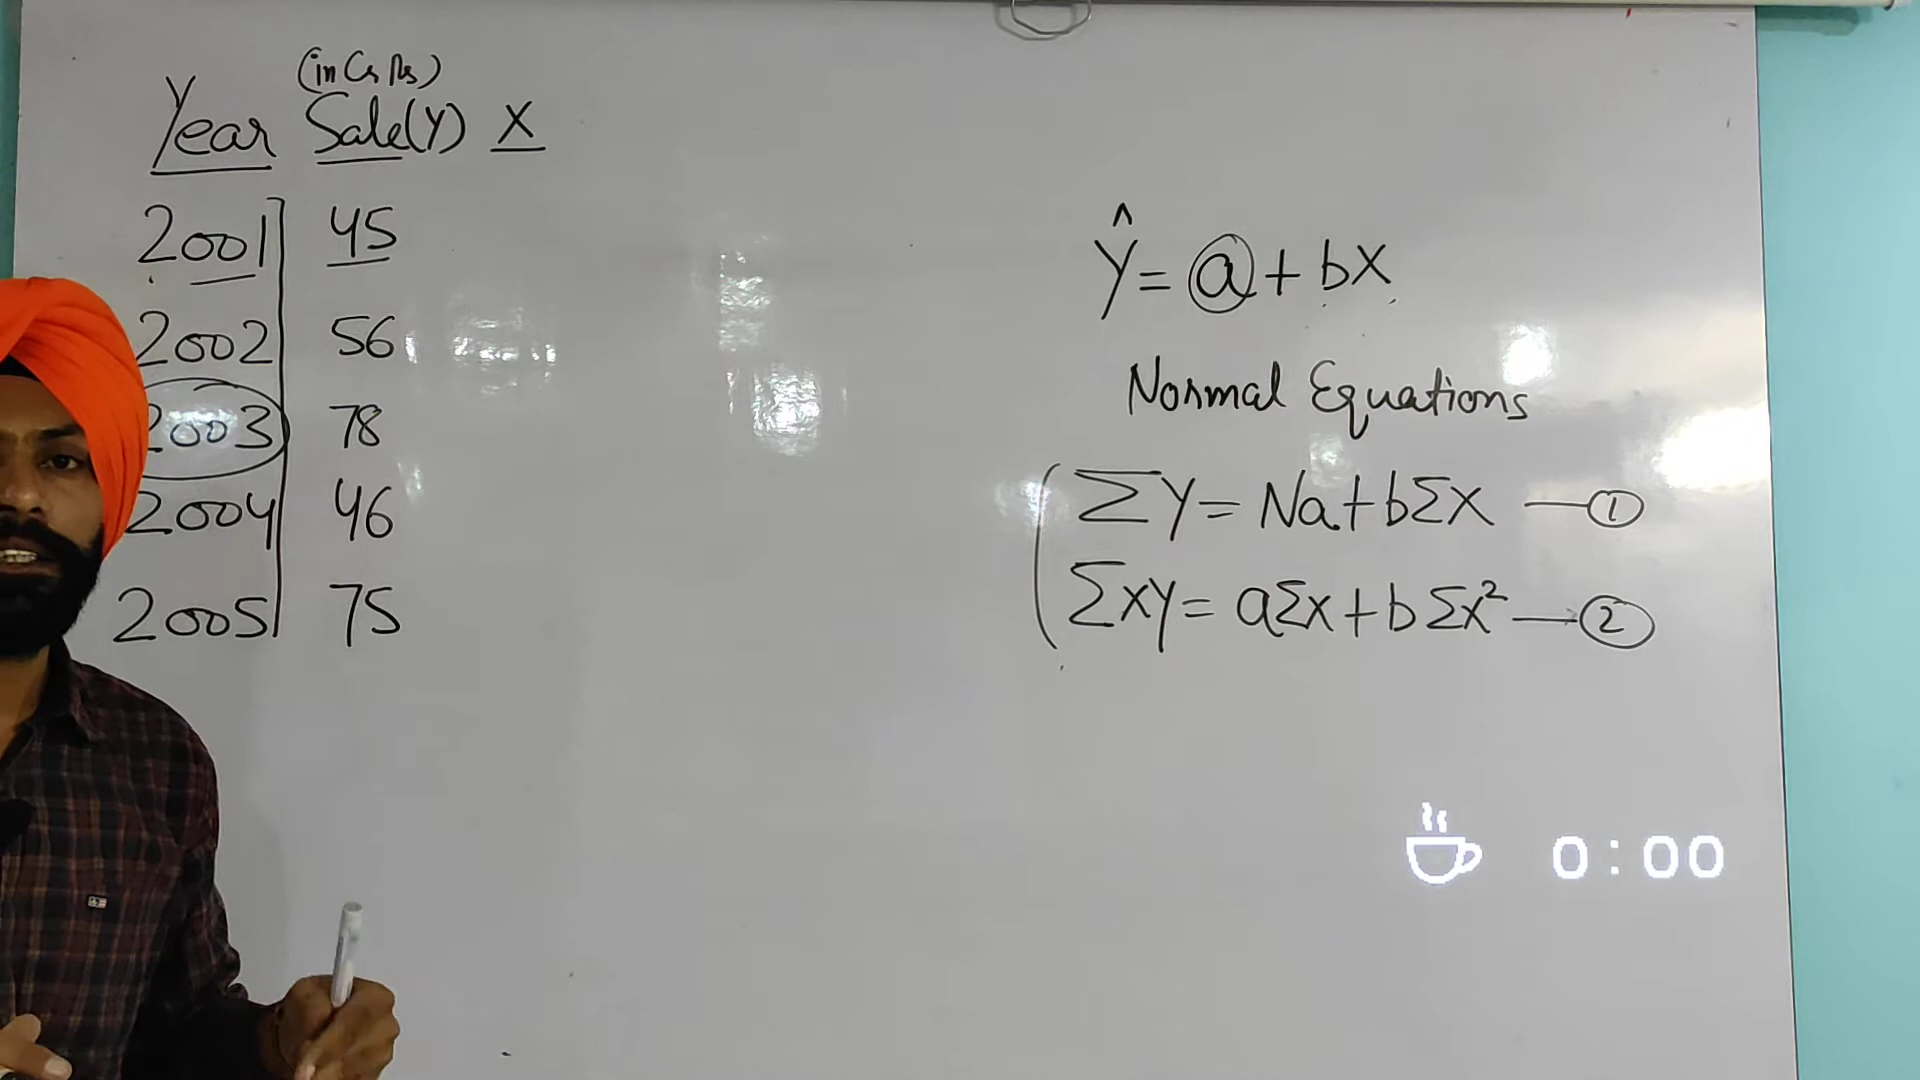 (in Cr Rs)
Year Sale(Y) X
2001 45
2002 56
2003 78
2004 46
2005 75
Ŷ = a + bX
Normal Equations
ΣY = Na + bΣX — ①
ΣXY = aΣX + bΣX² — ②
0:00